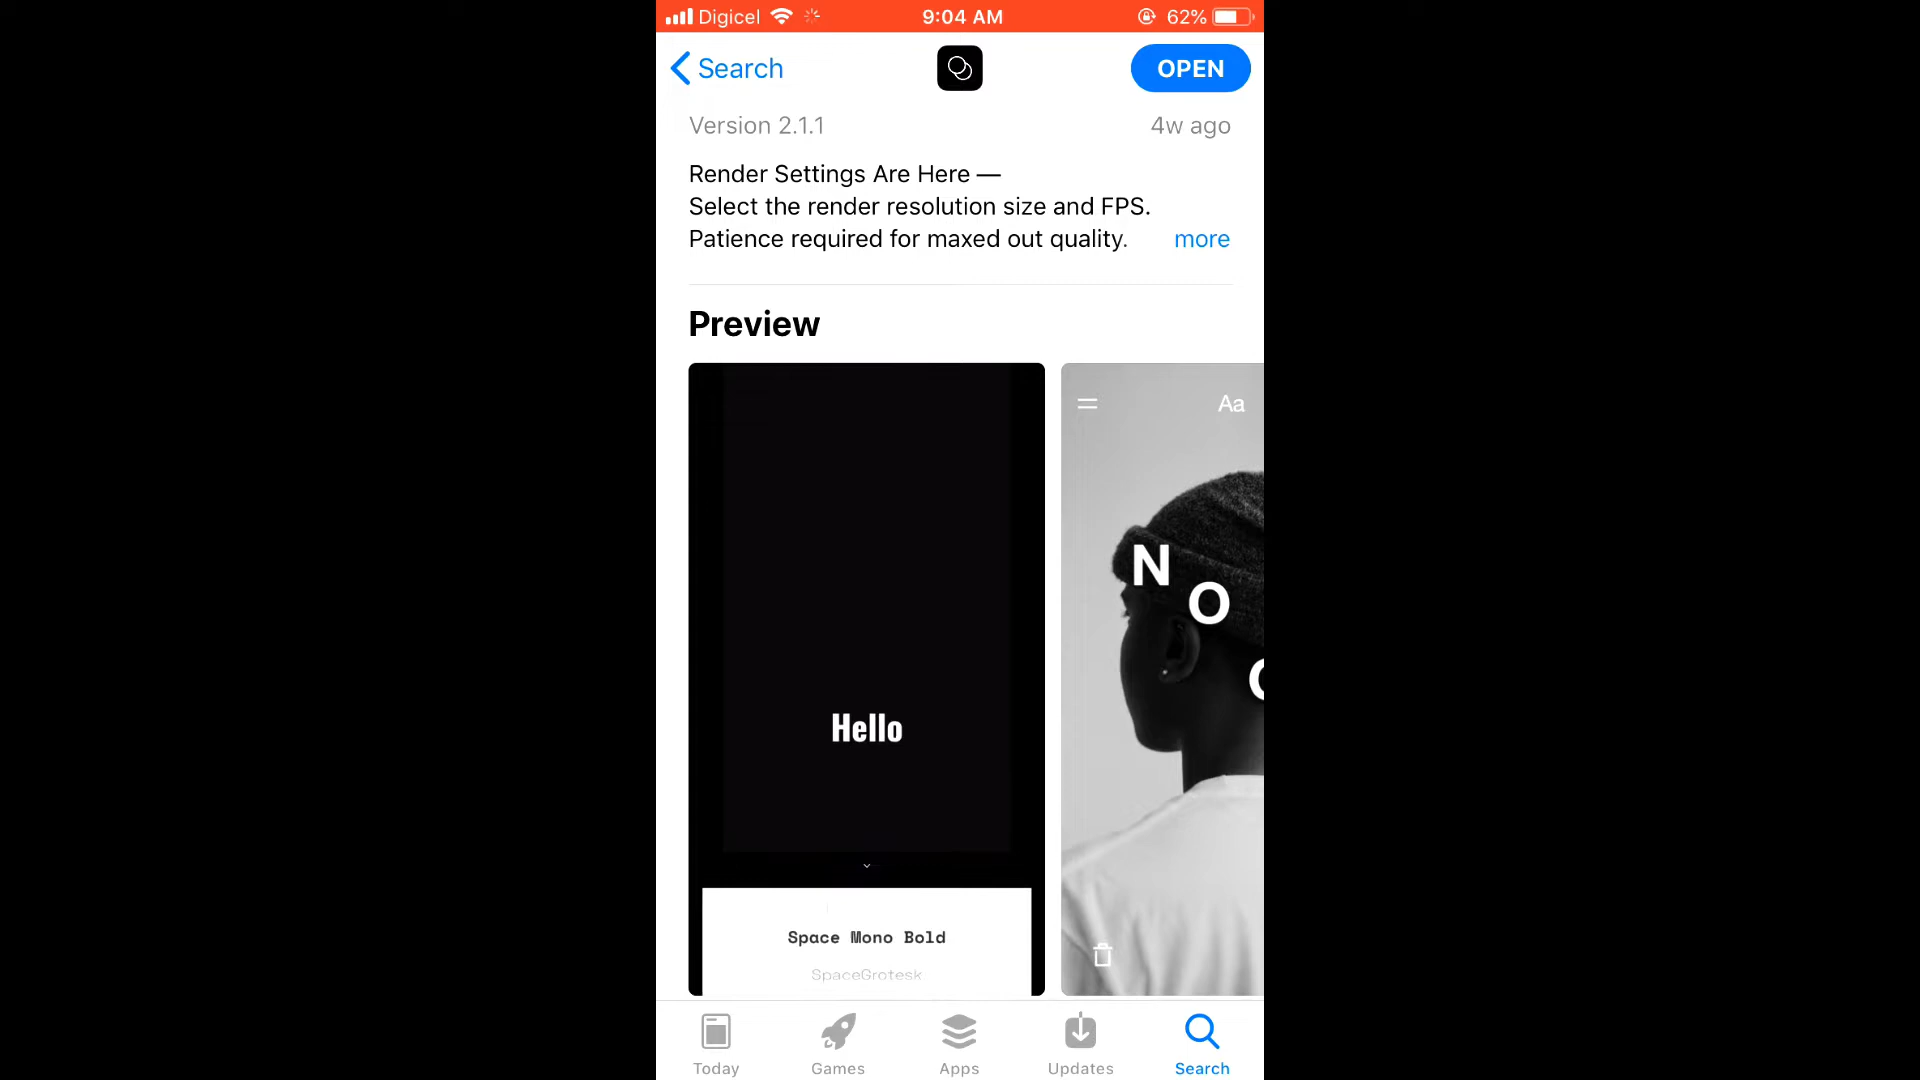 Digicel 9:04 AM 62%
Search OPEN
Version 2.1.1 4w ago
Render Settings Are Here —
Select the render resolution size and FPS.
Patience required for maxed out quality. more
Preview
Aa
N
O
Hello
Space Mono Bold
SpaceGrotesk
Today Games Apps Updates Search